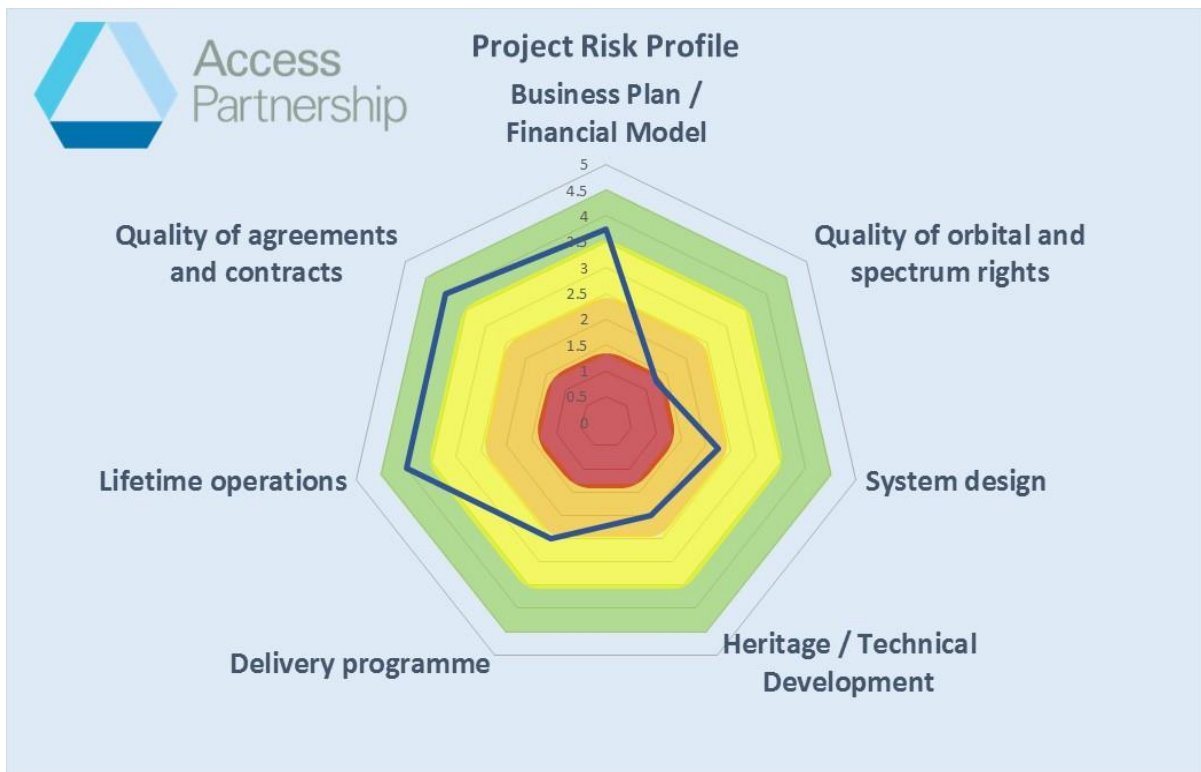 Access
Partnership
Project Risk Profile
Business Plan /
Financial Model
5
4.5
4
3.5
3
2.5
2
1.5
1
0.5
0
Quality of agreements
and contracts
Quality of orbital and
spectrum rights
Lifetime operations
System design
Delivery programme
Heritage / Technical
Development